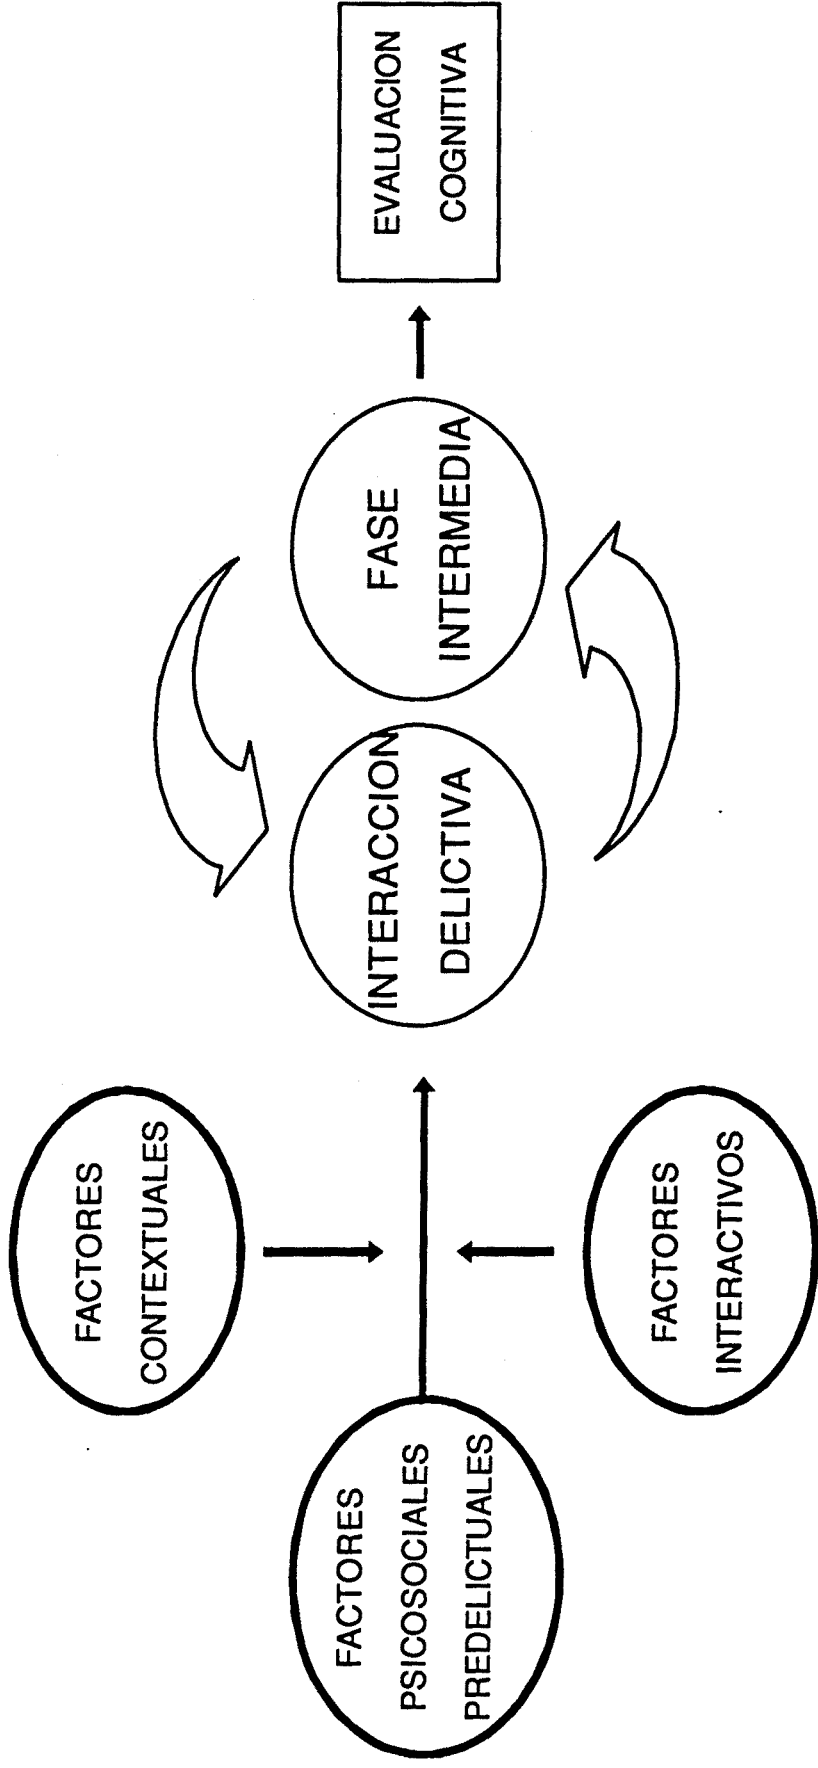 FACTORES
PSICOSOCIALES
PREDELICTUALES
FACTORES
CONTEXTUALES
FACTORES
INTERACTIVOS
INTERACCION
DELICTIVA
FASE
INTERMEDIA
EVALUACION
COGNITIVA